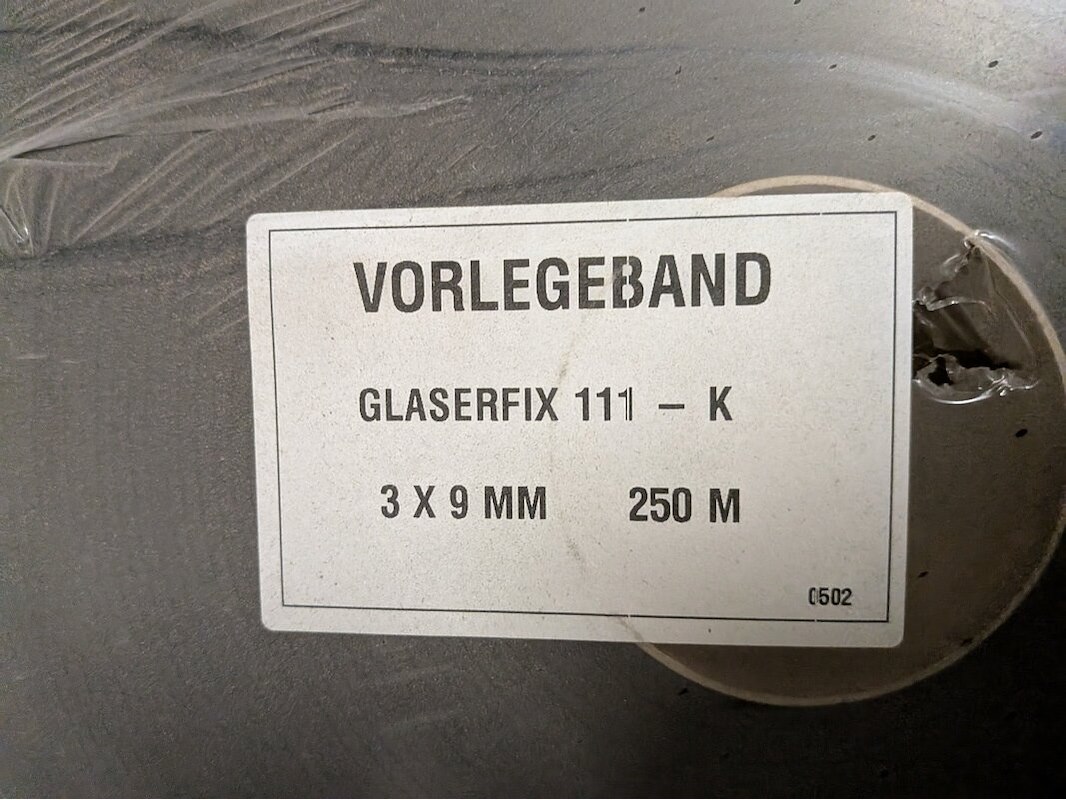 VORLEGEBAND
GLASERFIX 111 – K
3 X 9 MM 250 M
0502